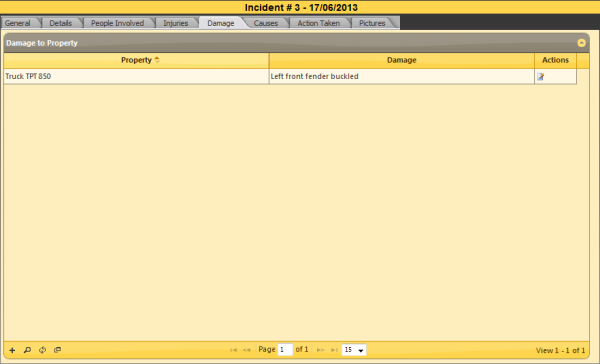 Incident # 3 - 17/06/2013
General Details People Involved Injuries Damage Causes Action Taken Pictures
Damage to Property
Property Damage Actions
Truck TPT 850 Left front fender buckled
Page 1 of 1 15 View 1 - 1 of 1